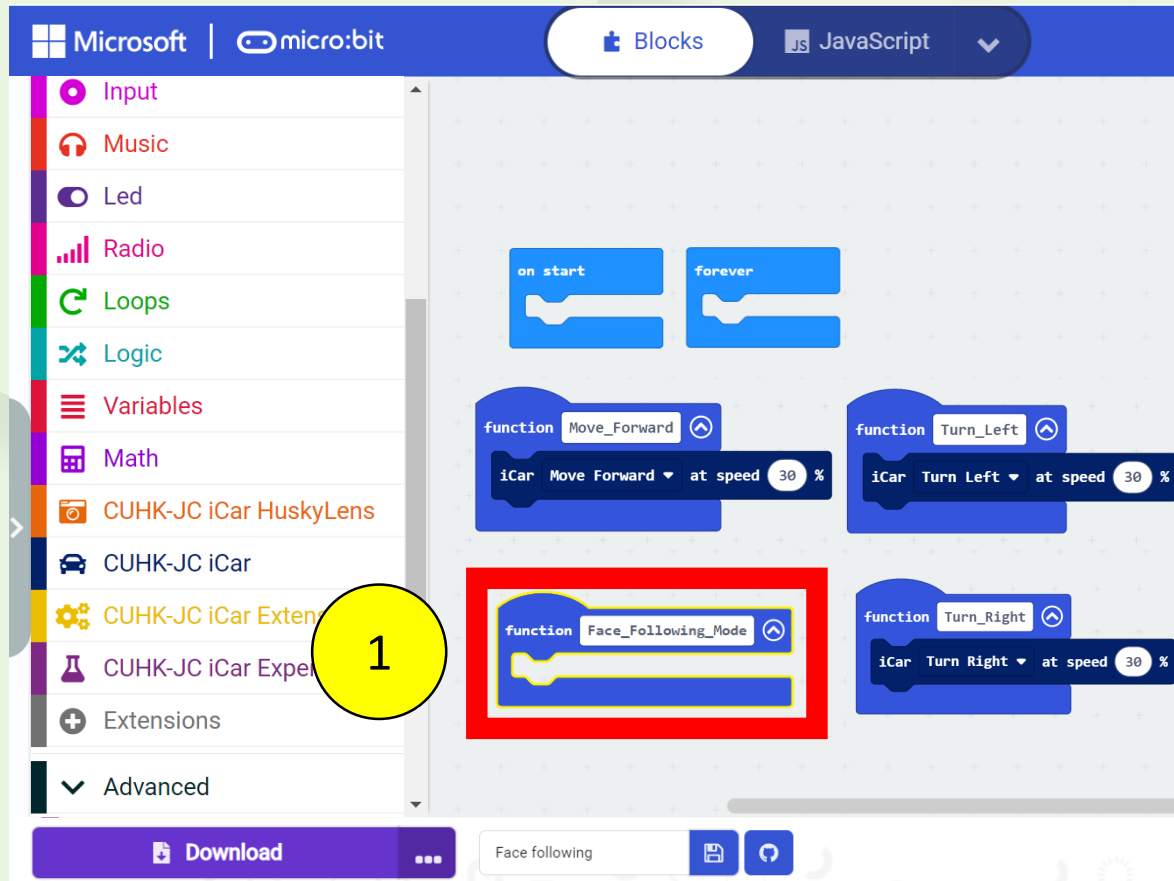 Microsoft | micro:bit
Blocks
JS JavaScript
Input
Music
Led
Radio
Loops
Logic
Variables
Math
CUHK-JC iCar HuskyLens
CUHK-JC iCar
CUHK-JC iCar Exten
CUHK-JC iCar Exper
Extensions
Advanced
1
on start
forever
function Move_Forward
iCar Move Forward at speed 30 %
function Turn_Left
iCar Turn Left at speed 30 %
function Face_Following_Mode
function Turn_Right
iCar Turn Right at speed 30 %
Download
Face following